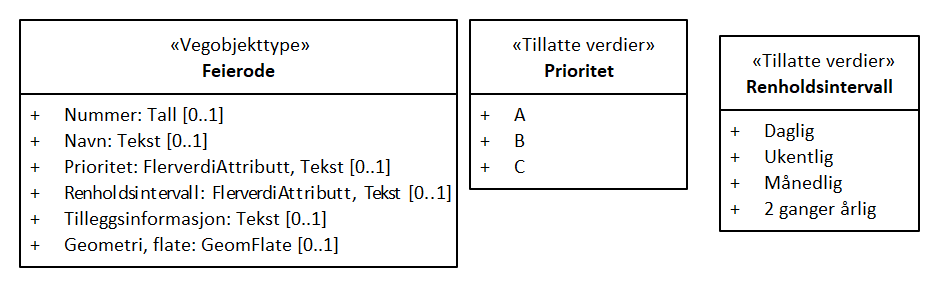 «Vegobjekttype»
Feierode
+ Nummer: Tall [0..1]
+ Navn: Tekst [0..1]
+ Prioritet: FlerverdiAttributt, Tekst [0..1]
+ Renholdsintervall: FlerverdiAttributt, Tekst [0..1]
+ Tilleggsinformasjon: Tekst [0..1]
+ Geometri, flate: GeomFlate [0..1]
«Tillatte verdier»
Prioritet
+ A
+ B
+ C
«Tillatte verdier»
Renholdsintervall
+ Daglig
+ Ukentlig
+ Månedlig
+ 2 ganger årlig